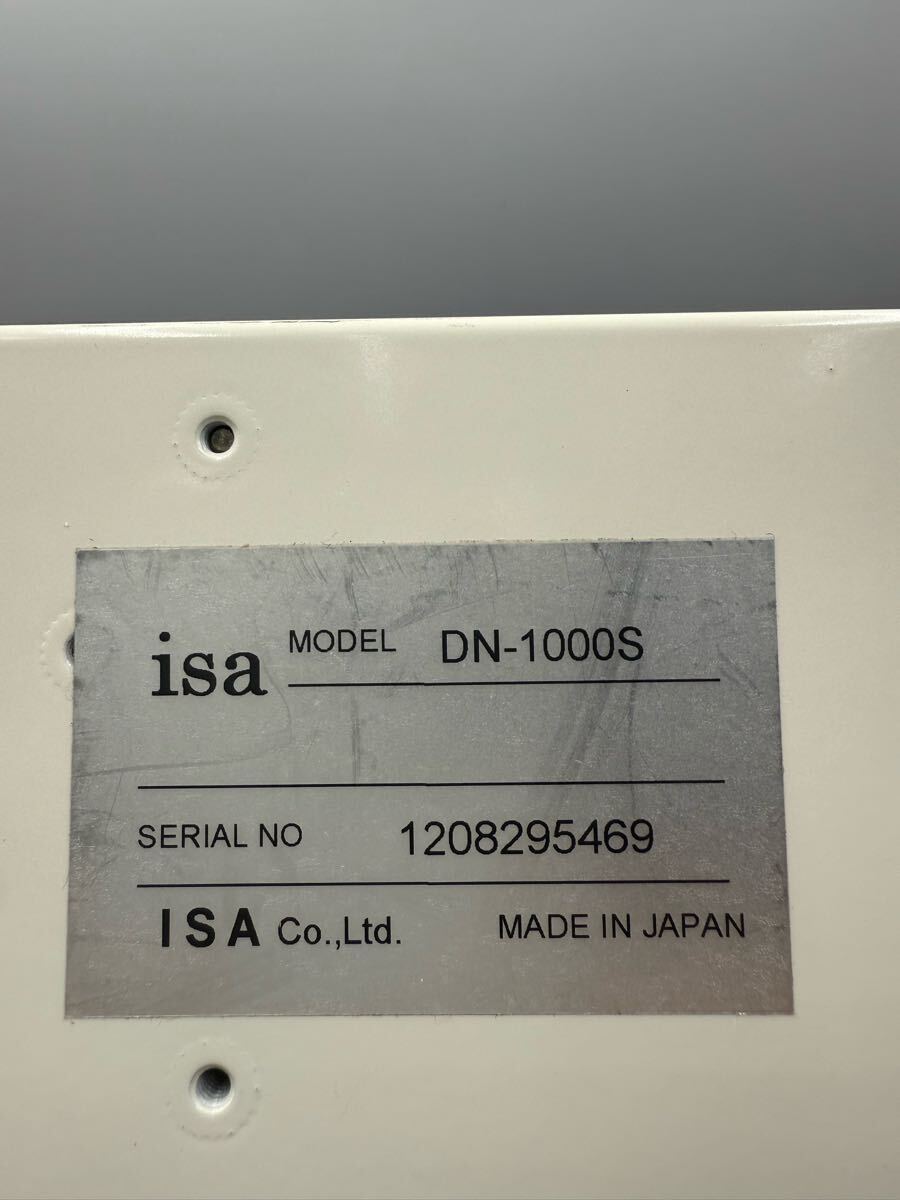 isa MODEL DN-1000S
SERIAL NO 1208295469
ISA Co.,Ltd. MADE IN JAPAN